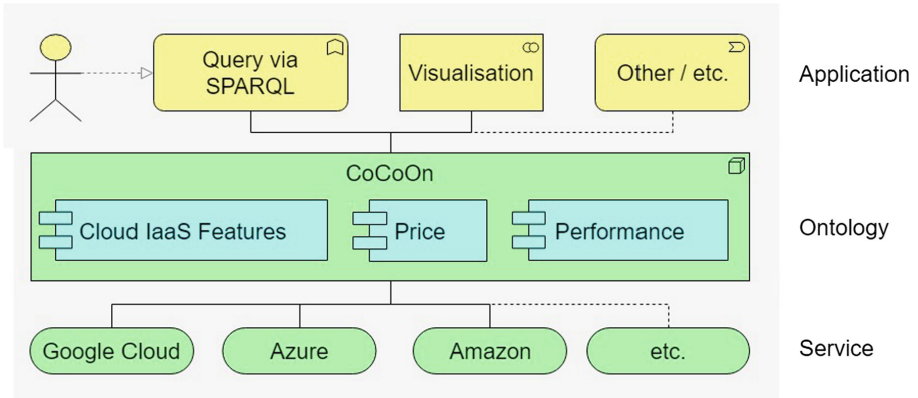 Query via
SPARQL
Visualisation
Other / etc.
Application
CoCoOn
Cloud IaaS Features
Price
Performance
Ontology
Google Cloud
Azure
Amazon
etc.
Service